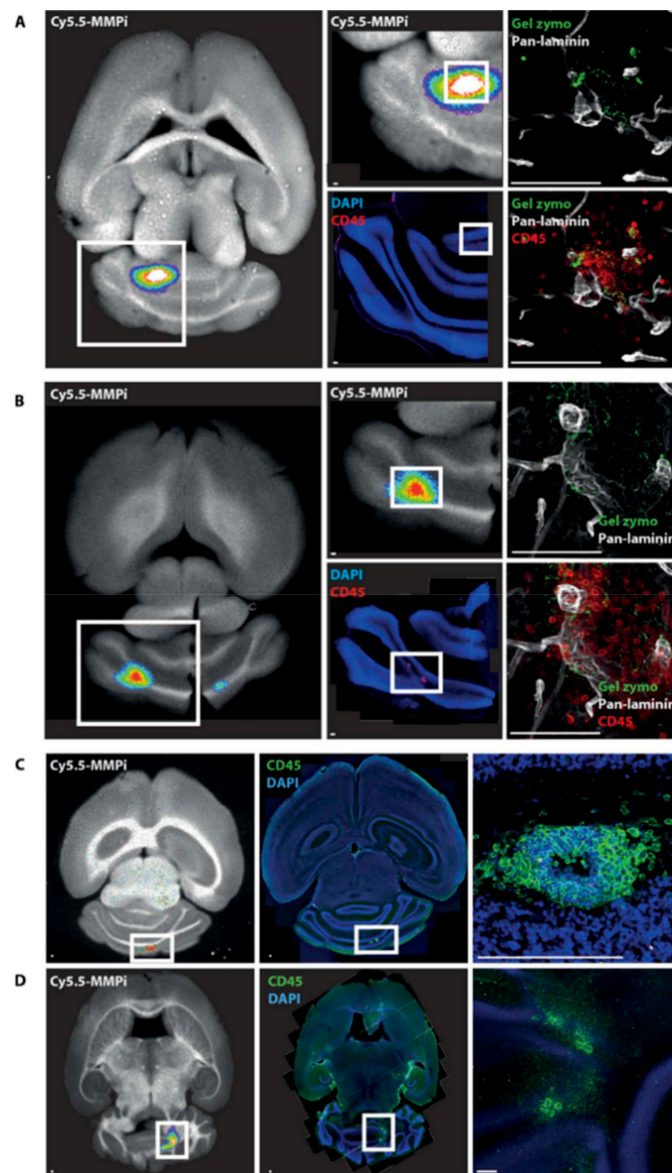 A
Cy5.5-MMPi
Cy5.5-MMPi
Gel zymo
Pan-laminin
DAPI
CD45
Gel zymo
Pan-laminin
CD45
B
Cy5.5-MMPi
Cy5.5-MMPi
Gel zymo
Pan-laminin
DAPI
CD45
Gel zymo
Pan-laminin
CD45
C
Cy5.5-MMPi
CD45
DAPI
D
Cy5.5-MMPi
CD45
DAPI